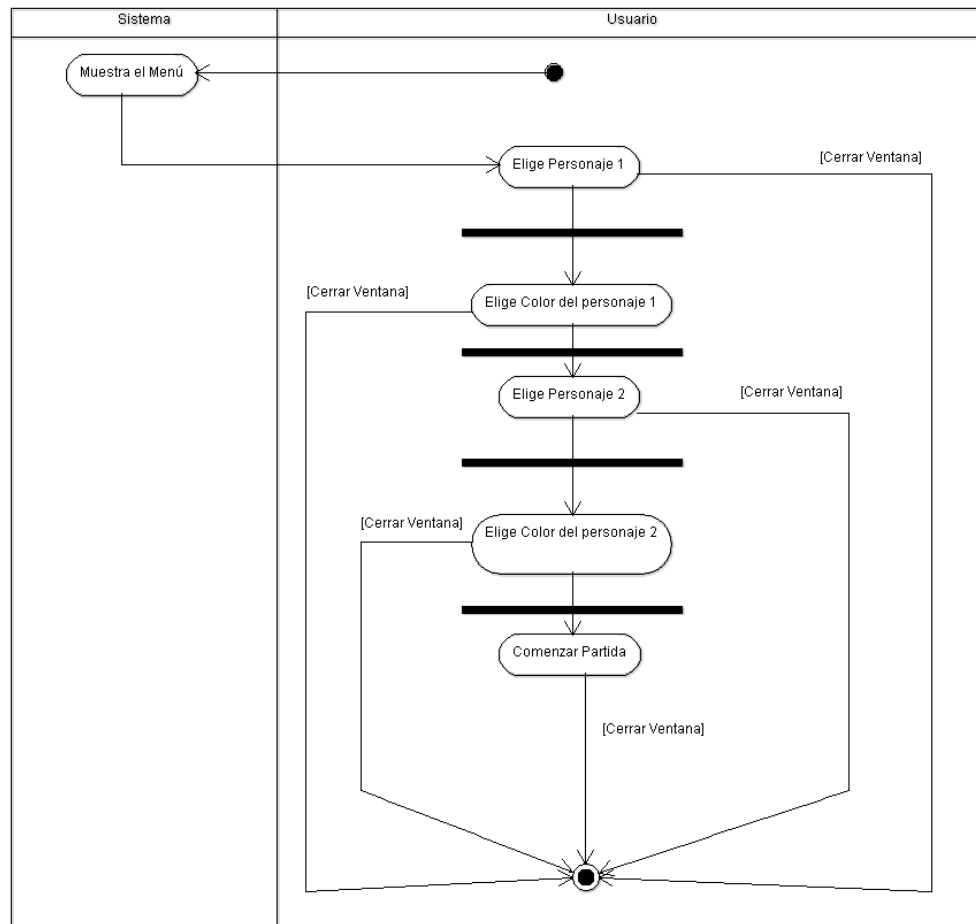 Sistema
Usuario
Muestra el Menú
Elige Personaje 1
[Cerrar Ventana]
Elige Color del personaje 1
[Cerrar Ventana]
Elige Personaje 2
[Cerrar Ventana]
Elige Color del personaje 2
[Cerrar Ventana]
Comenzar Partida
[Cerrar Ventana]